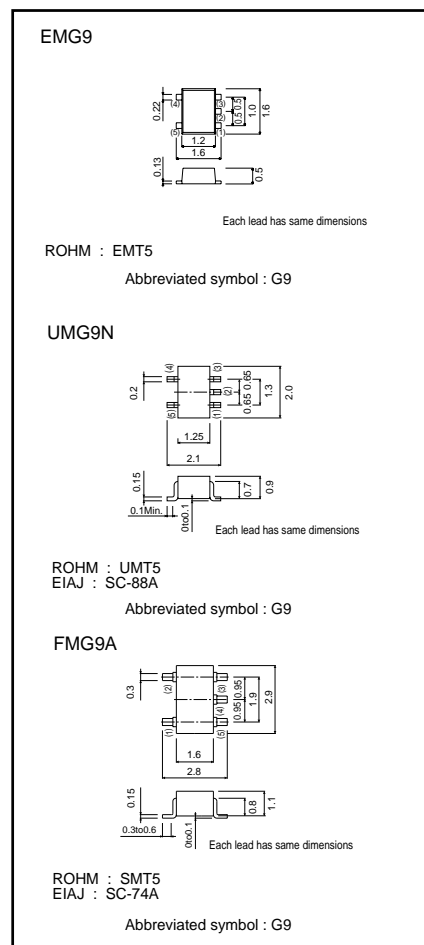 EMG9
0.22
(4)
(3)
(2)
(5)
(1)
0.5
0.5
1.0
1.6
1.2
1.6
0.13
0.5
Each lead has same dimensions
ROHM : EMT5
Abbreviated symbol : G9
UMG9N
(4)
(3)
0.2
(2)
0.65
0.65
1.3
2.0
(5)
(1)
1.25
2.1
0.15
0.7
0.9
0.1Min.
0to0.1
Each lead has same dimensions
ROHM : UMT5
EIAJ : SC-88A
Abbreviated symbol : G9
FMG9A
0.3
(2)
(3)
(4)
0.95
0.95
1.9
2.9
(1)
(5)
1.6
2.8
0.15
0.8
1.1
0.3to0.6
0to0.1
Each lead has same dimensions
ROHM : SMT5
EIAJ : SC-74A
Abbreviated symbol : G9